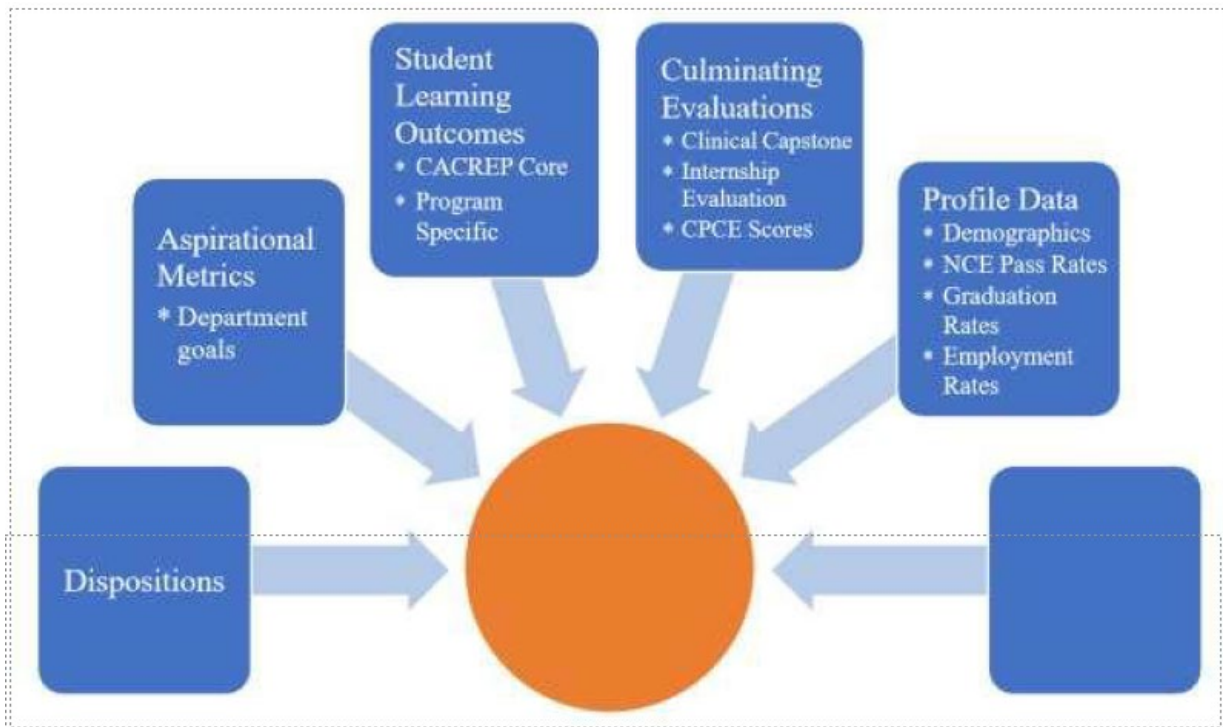 Student
Learning
Outcomes
* CACREP Core
* Program
Specific
Culminating
Evaluations
* Clinical Capstone
* Internship
Evaluation
* CPCE Scores
Aspirational
Metrics
* Department
goals
Profile Data
* Demographics
* NCE Pass Rates
* Graduation
Rates
* Employment
Rates
Dispositions